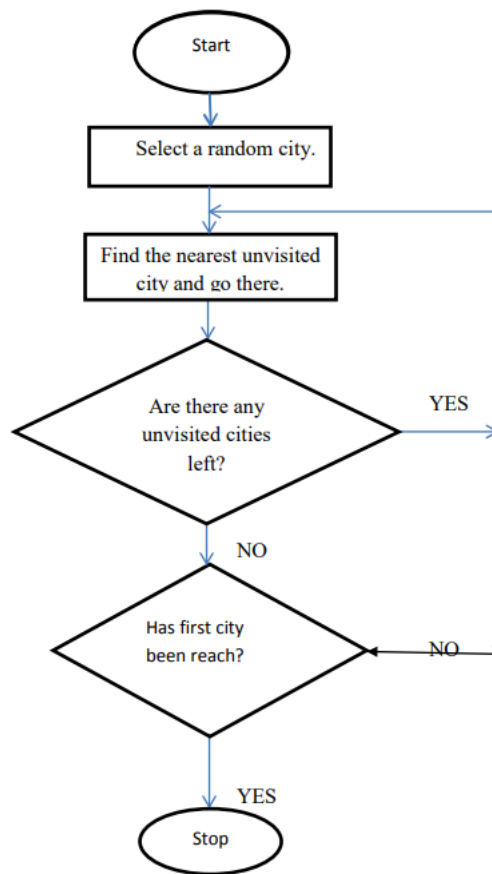 Start
Select a random city.
Find the nearest unvisited
city and go there.
Are there any
unvisited cities
left?
YES
NO
Has first city
been reach?
NO
YES
Stop